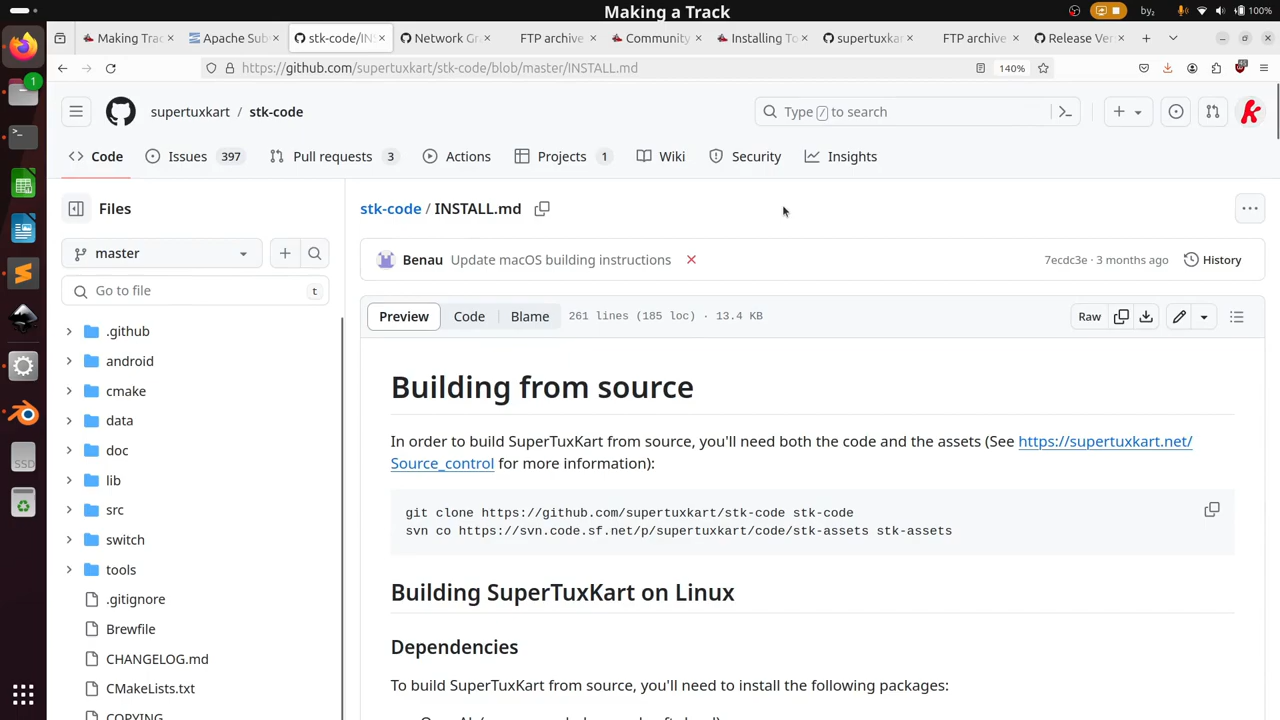 Making a Track
by₂
100%
Making Trac
Apache Sub
stk-code/INS
Network Gr
FTP archive
Community
Installing To
supertuxkar
FTP archive
Release Ver
https://github.com/supertuxkart/stk-code/blob/master/INSTALL.md
140%
supertuxkart / stk-code
Type / to search
Code
Issues 397
Pull requests 3
Actions
Projects 1
Wiki
Security
Insights
Files
stk-code / INSTALL.md
master
Benau Update macOS building instructions
7ecdc3e · 3 months ago
History
Go to file t
Preview
Code
Blame
261 lines (185 loc) · 13.4 KB
Raw
.github
android
cmake
data
doc
lib
src
switch
tools
.gitignore
Brewfile
CHANGELOG.md
CMakeLists.txt
COPYING
Building from source
In order to build SuperTuxKart from source, you'll need both the code and the assets (See https://supertuxkart.net/
Source_control for more information):
git clone https://github.com/supertuxkart/stk-code stk-code
svn co https://svn.code.sf.net/p/supertuxkart/code/stk-assets stk-assets
Building SuperTuxKart on Linux
Dependencies
To build SuperTuxKart from source, you'll need to install the following packages:
1
SSD